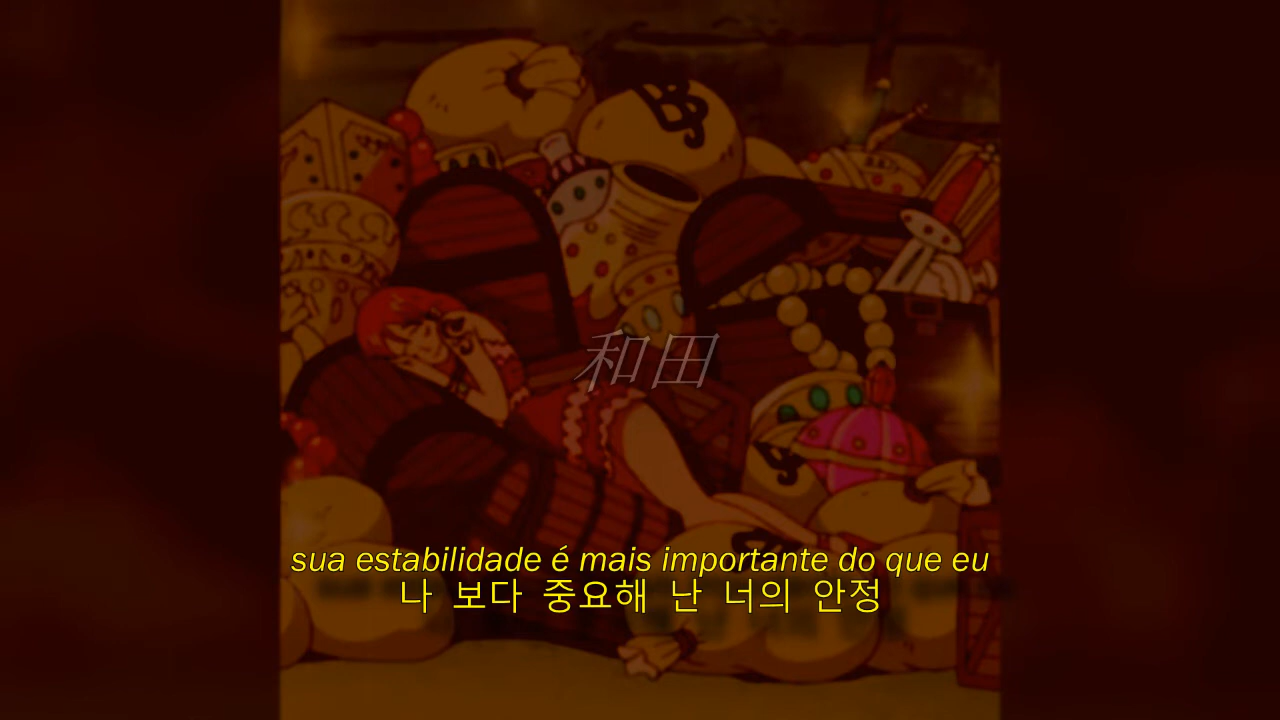 和田
sua estabilidade é mais importante do que eu
나 보다 중요해 난 너의 안정